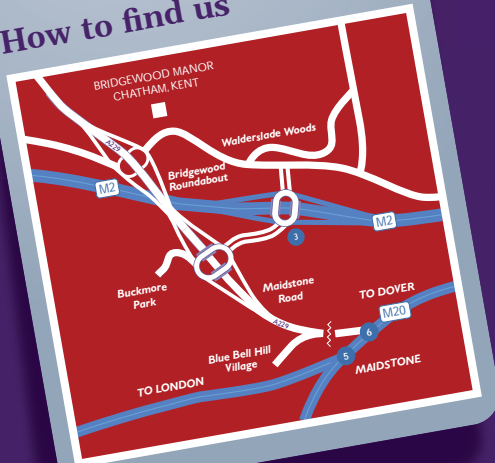 How to find us
BRIDGEWOOD MANOR
CHATHAM, KENT
A229
Walderslade Woods
Bridgewood
Roundabout
M2
M2
3
Buckmore
Park
Maidstone
Road
TO DOVER
M20
A229
6
Blue Bell Hill
Village
5
MAIDSTONE
TO LONDON